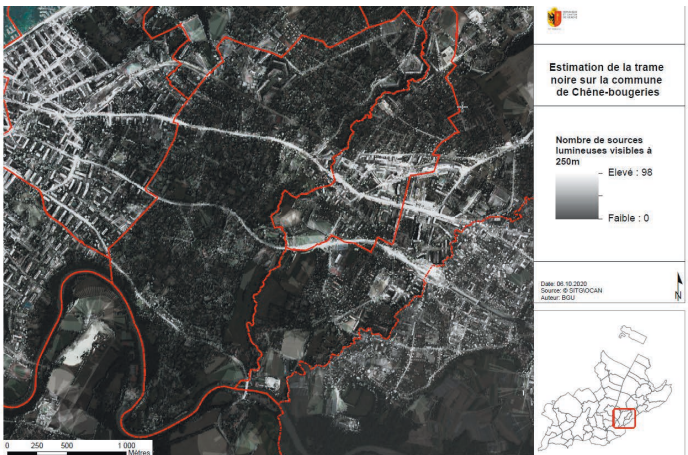 Estimation de la trame
noire sur la commune
de Chêne-bougeries
Nombre de sources
lumineuses visibles à
250m
Elevé : 98
Faible : 0
Date: 06.10.2020
Source: © SITG\OCAN
Auteur: BGU
N
0 250 500 1 000
Mètres